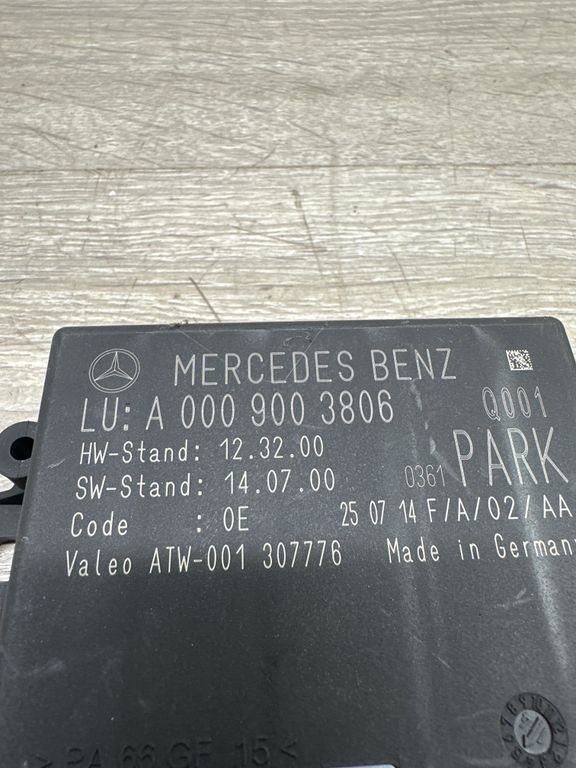 MERCEDES BENZ
LU: A 000 900 3806 Q001
HW-Stand: 12.32.00
SW-Stand: 14.07.00 0361 PARK
Code : 0E 25 07 14 F/A/02/AA
Valeo ATW-001 307776 Made in Germany
>PA 66 GF 15<